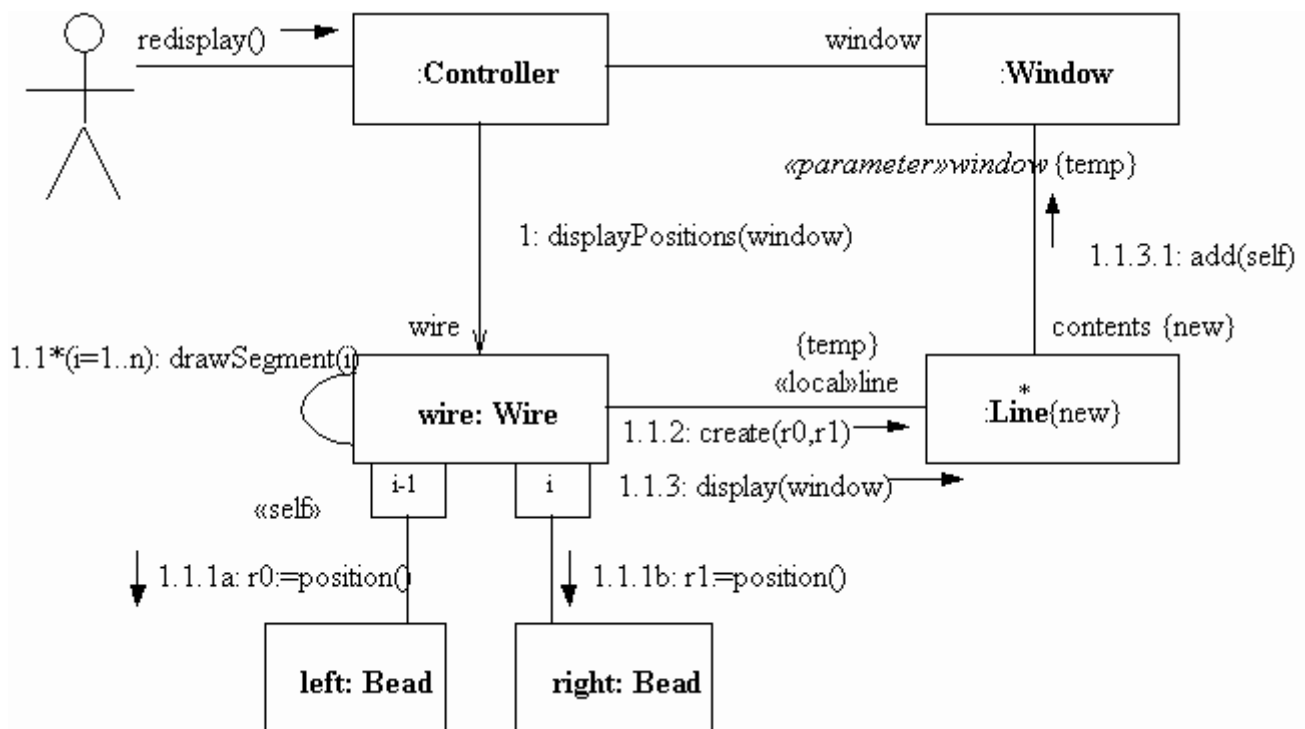 redisplay()
:Controller
window
:Window
«parameter»window {temp}
1: displayPositions(window)
1.1.3.1: add(self)
wire
contents {new}
1.1*(i=1..n): drawSegment(i)
{temp}
«local»line
wire: Wire
*
:Line{new}
1.1.2: create(r0,r1)
i-1
i
1.1.3: display(window)
«self»
1.1.1a: r0:=position()
1.1.1b: r1:=position()
left: Bead
right: Bead